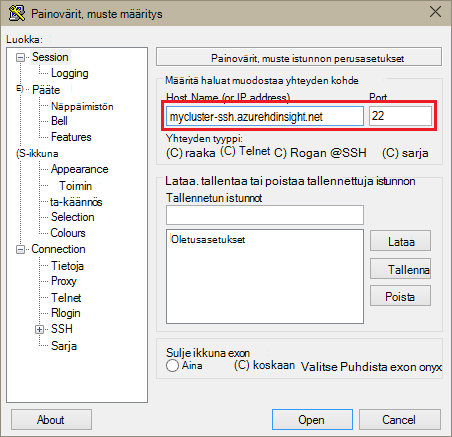 Painovärit, muste määritys
Luokka:
Session
Logging
E) Pääte
Näppäimistön
Bell
Features
(S-ikkuna
Appearance
Toimin
ta-käännös
Selection
Colours
Connection
Tietoja
Proxy
Telnet
Rlogin
SSH
Sarja
Painovärit, muste istunnon perusasetukset
Määritä haluat muodostaa yhteyden kohde
Host Name (or IP address) Port
mycluster-ssh.azurehdinsight.net 22
Yhteyden tyyppi:
(C) raaka (C) Telnet C) Rogan @SSH (C) sarja
Lataa. tallentaa tai poistaa tallennettuja istunnon
Tallennetun istunnot
Oletusasetukset
Lataa
Tallenna
Poista
Sulje ikkuna exon
Aina (C) koskaan Valitse Puhdista exon onyx
About Open Cancel